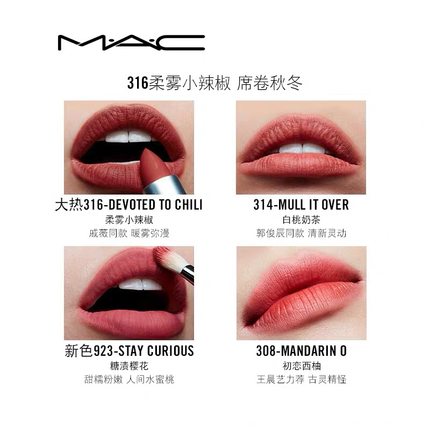 M·A·C
316柔雾小辣椒 席卷秋冬
大热316-DEVOTED TO CHILI
柔雾小辣椒
戚薇同款 暖雾弥漫
314-MULL IT OVER
白桃奶茶
郭俊辰同款 清新灵动
新色923-STAY CURIOUS
糖渍樱花
甜糯粉嫩 人间水蜜桃
308-MANDARIN O
初恋西柚
王晨艺力荐 古灵精怪